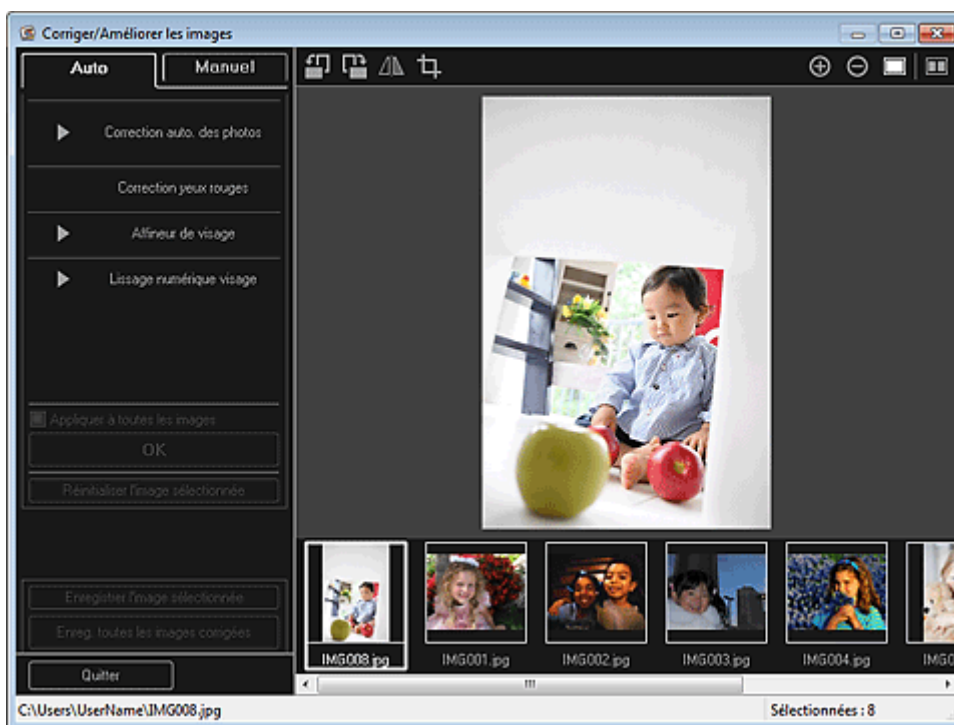 Corriger/Améliorer les images
Auto
Manuel
Correction auto. des photos
Correction yeux rouges
Affineur de visage
Lissage numérique visage
Appliquer à toutes les images
OK
Réinitialiser l'image sélectionnée
Enregistrer l'image sélectionnée
Enreg. toutes les images corrigées
Quitter
IMG008.jpg
IMG001.jpg
IMG002.jpg
IMG003.jpg
IMG004.jpg
IMG0
C:\Users\UserName\IMG008.jpg
Sélectionnées : 8